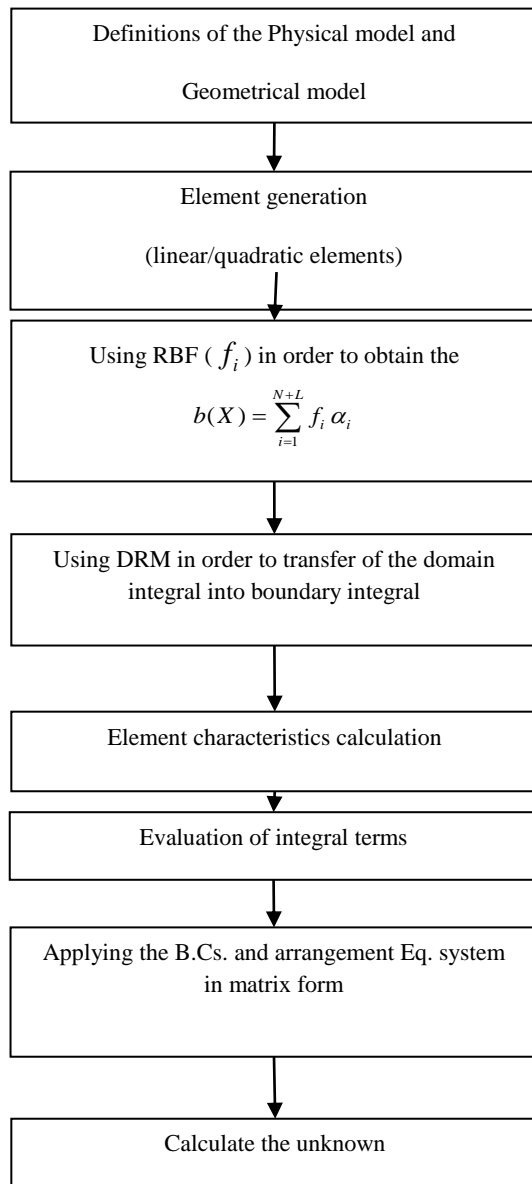 Definitions of the Physical model and
Geometrical model
Element generation
(linear/quadratic elements)
Using RBF ( f_i ) in order to obtain the
b(X) = \sum_{i=1}^{N+L} f_i α_i
Using DRM in order to transfer of the domain
integral into boundary integral
Element characteristics calculation
Evaluation of integral terms
Applying the B.Cs. and arrangement Eq. system
in matrix form
Calculate the unknown